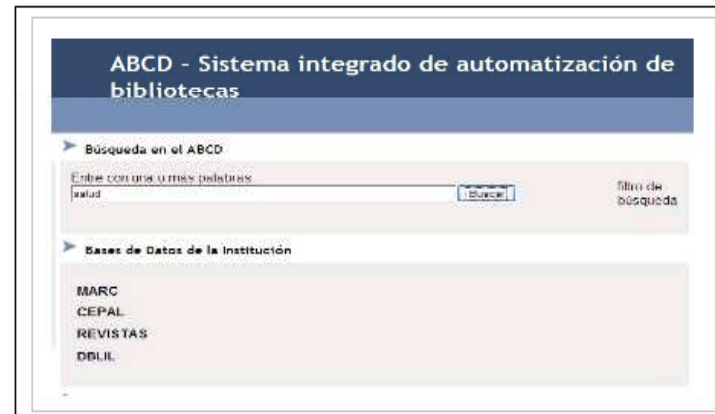 ABCD - Sistema integrado de automatización de
bibliotecas
Búsqueda en el ABCD
Entre con una o más palabras
salud
Buscar
filtro de
búsqueda
Bases de Datos de la Institución
MARC
CEPAL
REVISTAS
DBLIL